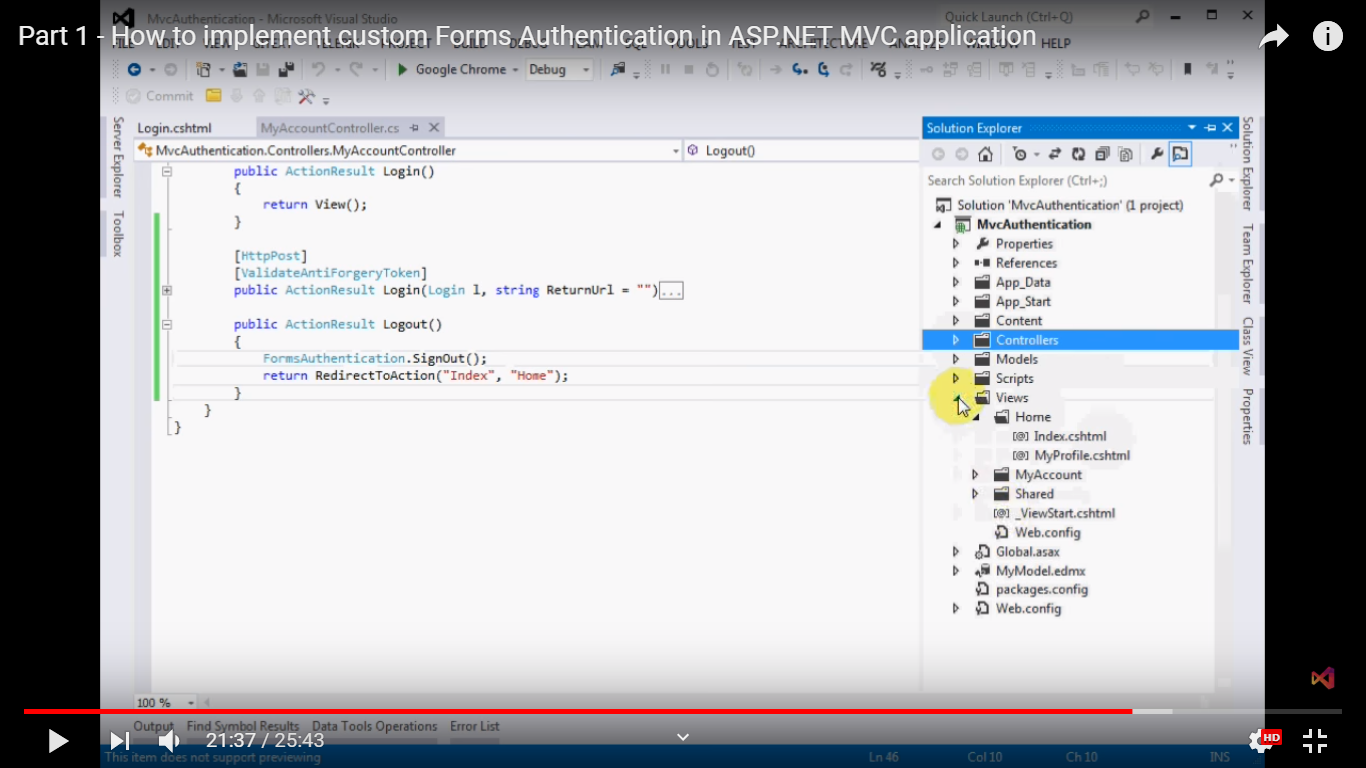 MvcAuthentication - Microsoft Visual Studio
Quick Launch (Ctrl+Q)
Part 1 - How to implement custom Forms Authentication in ASP.NET MVC application
HELP
Google Chrome
Debug
Commit
Server Explorer
Toolbox
Login.cshtml
MyAccountController.cs
MvcAuthentication.Controllers.MyAccountController
Logout()
public ActionResult Login()
{
return View();
}
[HttpPost]
[ValidateAntiForgeryToken]
public ActionResult Login(Login l, string ReturnUrl = "")...
public ActionResult Logout()
{
FormsAuthentication.SignOut();
return RedirectToAction("Index", "Home");
}
}
}
Solution Explorer
Search Solution Explorer (Ctrl+;)
Solution 'MvcAuthentication' (1 project)
MvcAuthentication
Properties
References
App_Data
App_Start
Content
Controllers
Models
Scripts
Views
Home
Index.cshtml
MyProfile.cshtml
MyAccount
Shared
_ViewStart.cshtml
Web.config
Global.asax
MyModel.edmx
packages.config
Web.config
Solution Explorer
Team Explorer
Class View
Properties
100 %
Output Find Symbol Results Data Tools Operations Error List
21:37 / 25:43
HD
This item does not support previewing
Ln 46 Col 10 Ch 10 INS